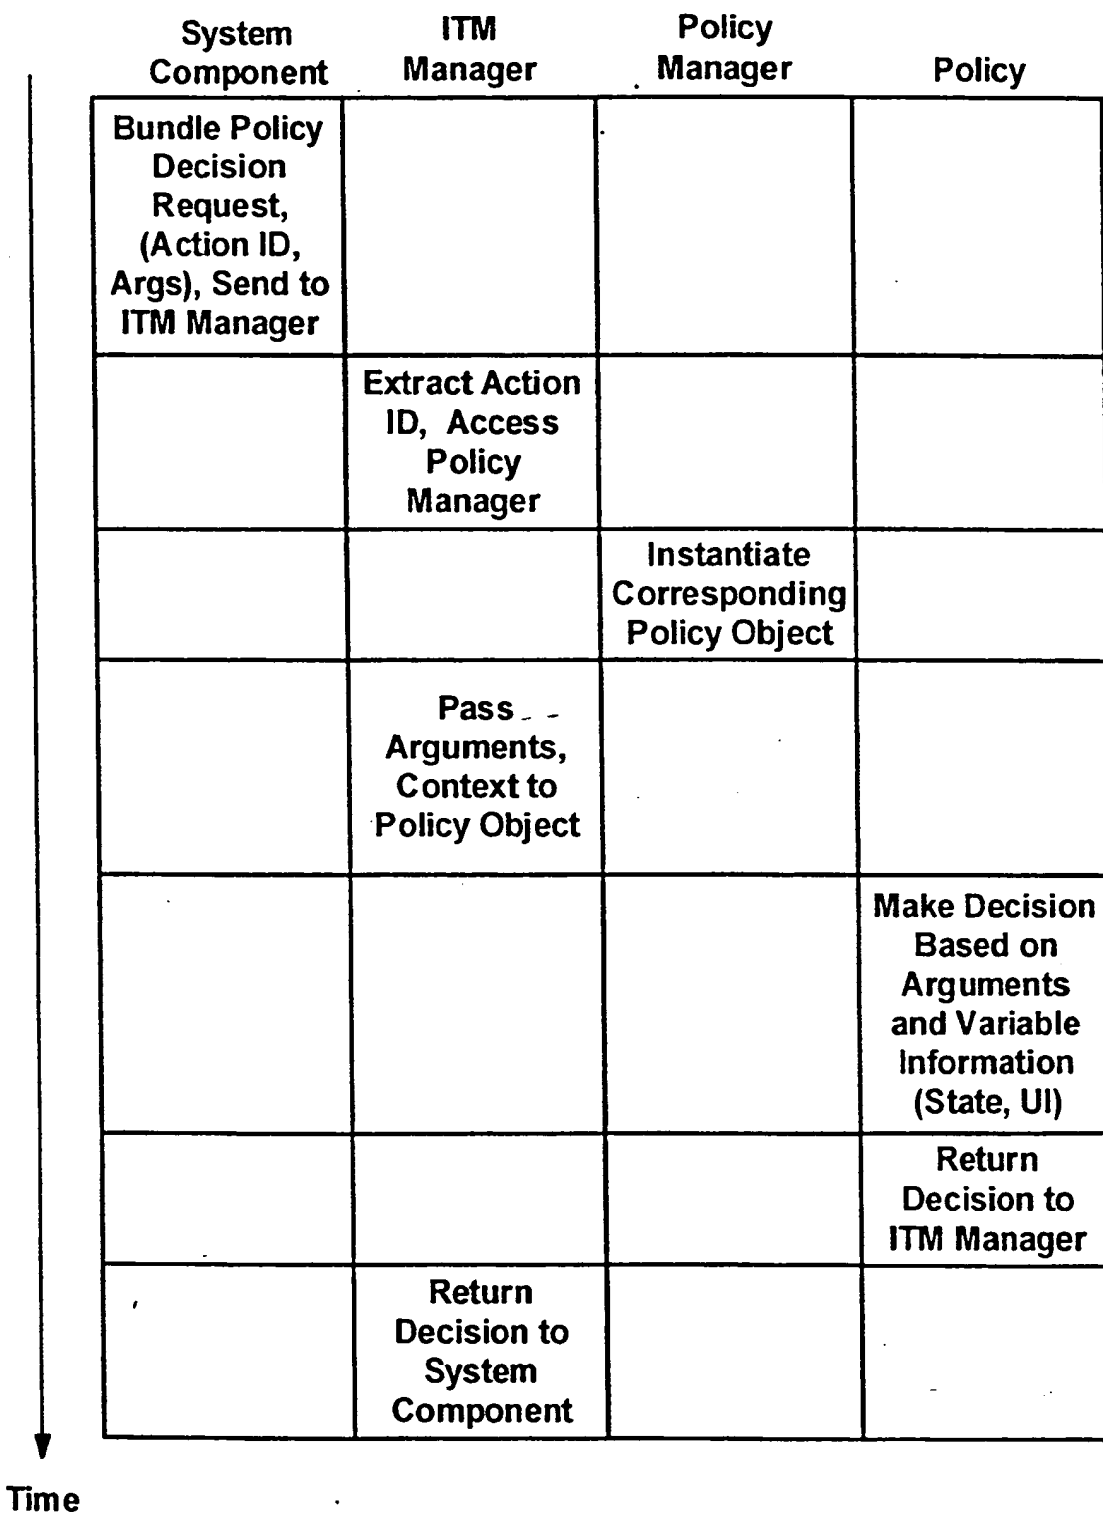 System
Component
ITM
Manager
Policy
Manager
Policy
Bundle Policy
Decision
Request,
(Action ID,
Args), Send to
ITM Manager
Extract Action
ID, Access
Policy
Manager
Instantiate
Corresponding
Policy Object
Pass
Arguments,
Context to
Policy Object
Make Decision
Based on
Arguments
and Variable
Information
(State, UI)
Return
Decision to
ITM Manager
Return
Decision to
System
Component
Time